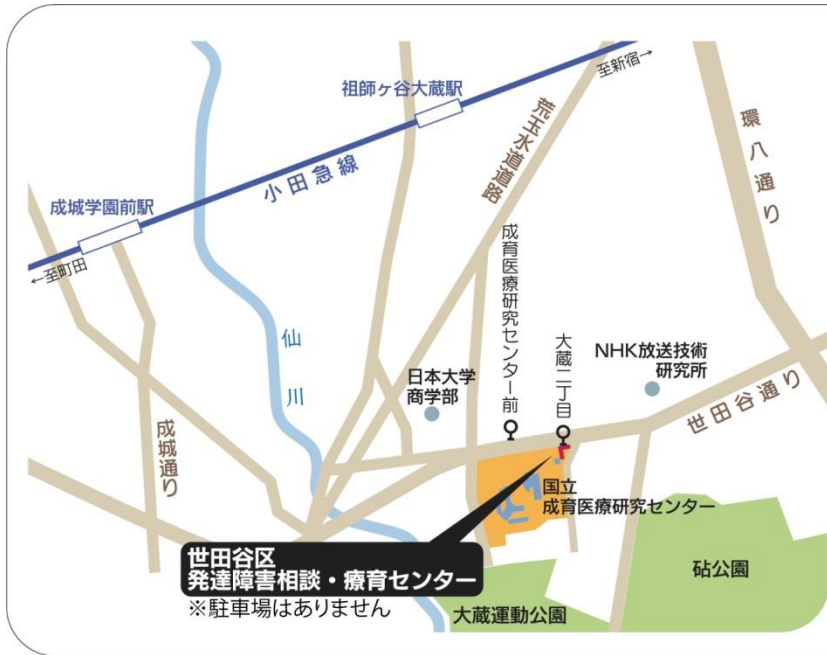 至新宿→
祖師ヶ谷大蔵駅
荒玉水道道路
環八通り
小田急線
成城学園前駅
←至町田
成育医療研究センター前
仙川
大蔵二丁目
NHK放送技術
研究所
日本大学
商学部
世田谷通り
成城通り
国立
成育医療研究センター
世田谷区
発達障害相談・療育センター
※駐車場はありません
砧公園
大蔵運動公園